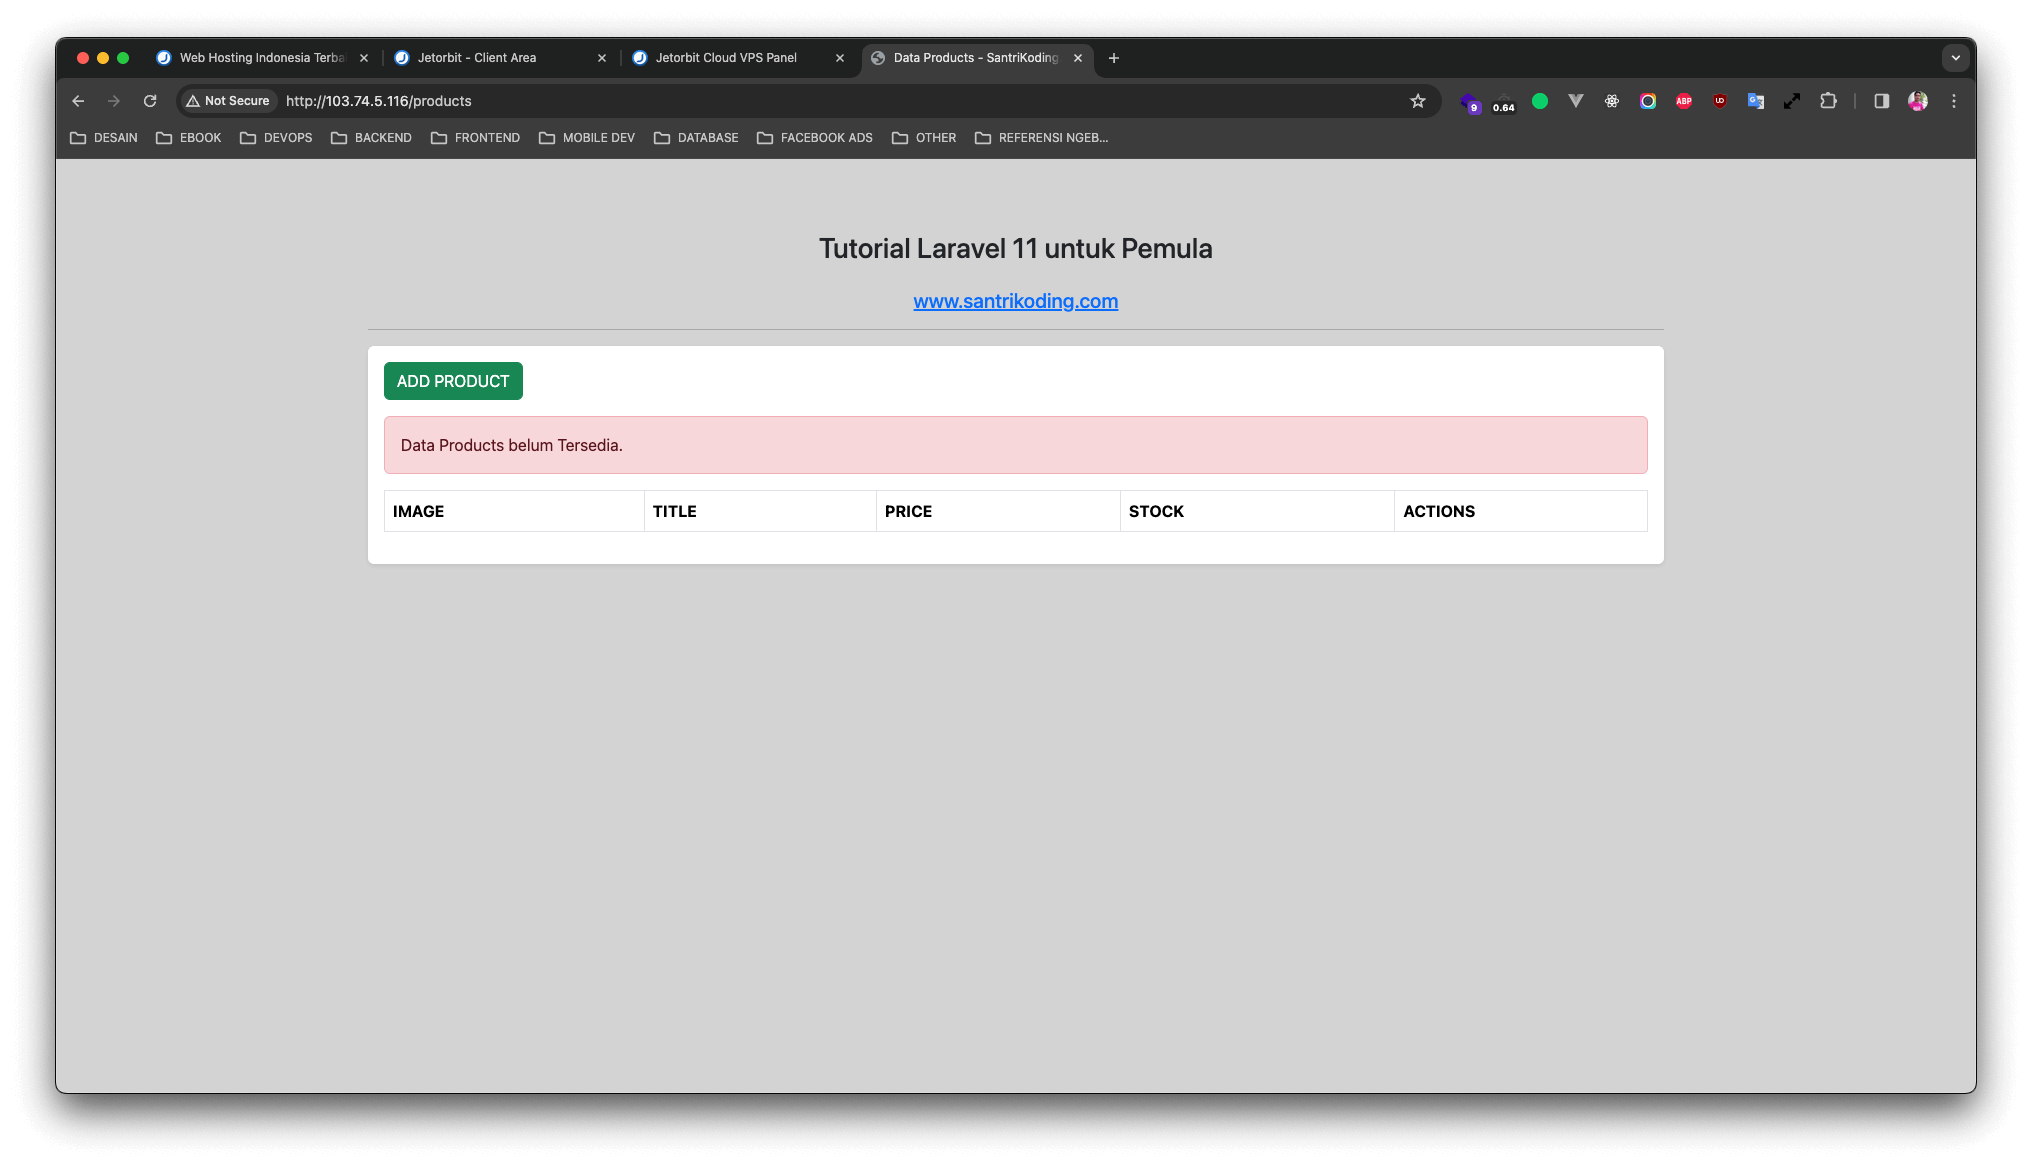 Web Hosting Indonesia Terba
Jetorbit - Client Area
Jetorbit Cloud VPS Panel
Data Products - SantriKoding
Not Secure
http://103.74.5.116/products
9
0.64
ABP
DESAIN
EBOOK
DEVOPS
BACKEND
FRONTEND
MOBILE DEV
DATABASE
FACEBOOK ADS
OTHER
REFERENSI NGEB...
Tutorial Laravel 11 untuk Pemula
www.santrikoding.com
ADD PRODUCT
Data Products belum Tersedia.
IMAGE TITLE PRICE STOCK ACTIONS